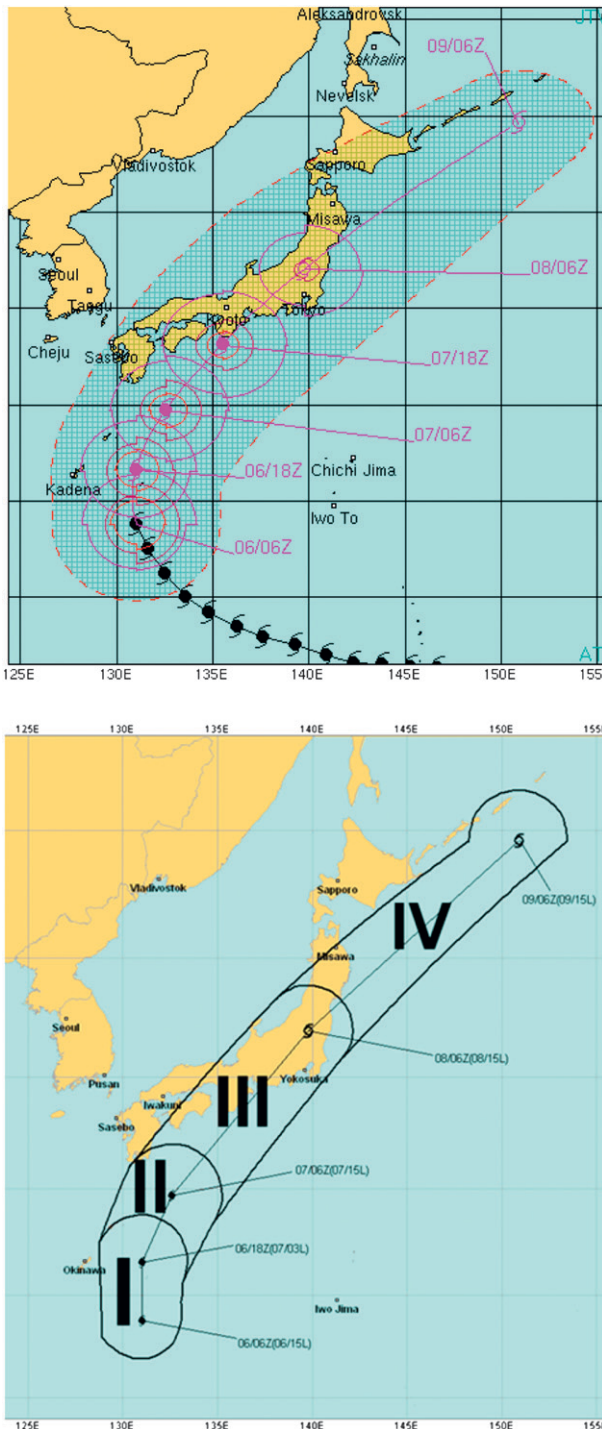 Aleksandrovsk
JT
Sakhalin
09/06Z
Nevelsk
Vladivostok
Sapporo
Misawa
Seoul
08/06Z
Taegu
Tokyo
Kyoto
Cheju
Sasebo
07/18Z
07/06Z
Chichi Jima
06/18Z
Kadena
Iwo To
06/06Z
AT
125E 130E 135E 140E 145E 150E 155E
125E 130E 135E 140E 145E 150E 155E
Vladivostok
Sapporo
09/06Z(09/15L)
IV
Misawa
Seoul
08/06Z(08/15L)
Pusan
Yokosuka
Iwakuni
III
Sasebo
07/06Z(07/15L)
II
06/18Z(07/03L)
Okinawa
I
Iwo Jima
06/06Z(06/15L)
125E 130E 135E 140E 145E 150E 155E